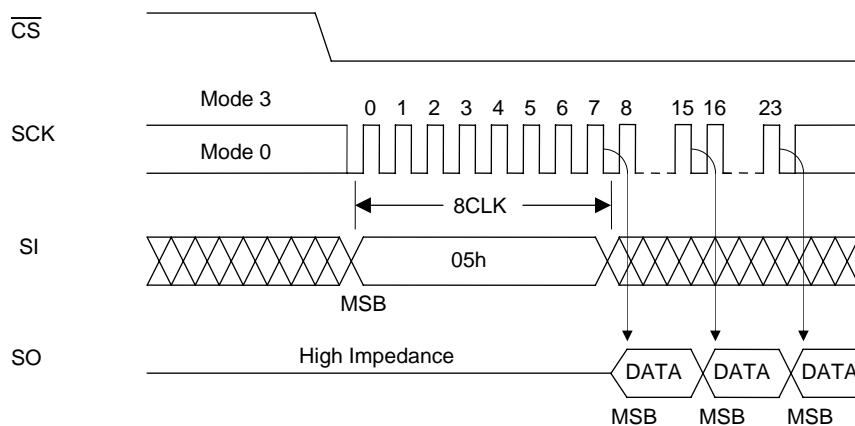 CS
Mode 3
0 1 2 3 4 5 6 7 8 15 16 23
SCK
Mode 0
8CLK
SI
05h
MSB
SO
High Impedance
DATA DATA DATA
MSB MSB MSB